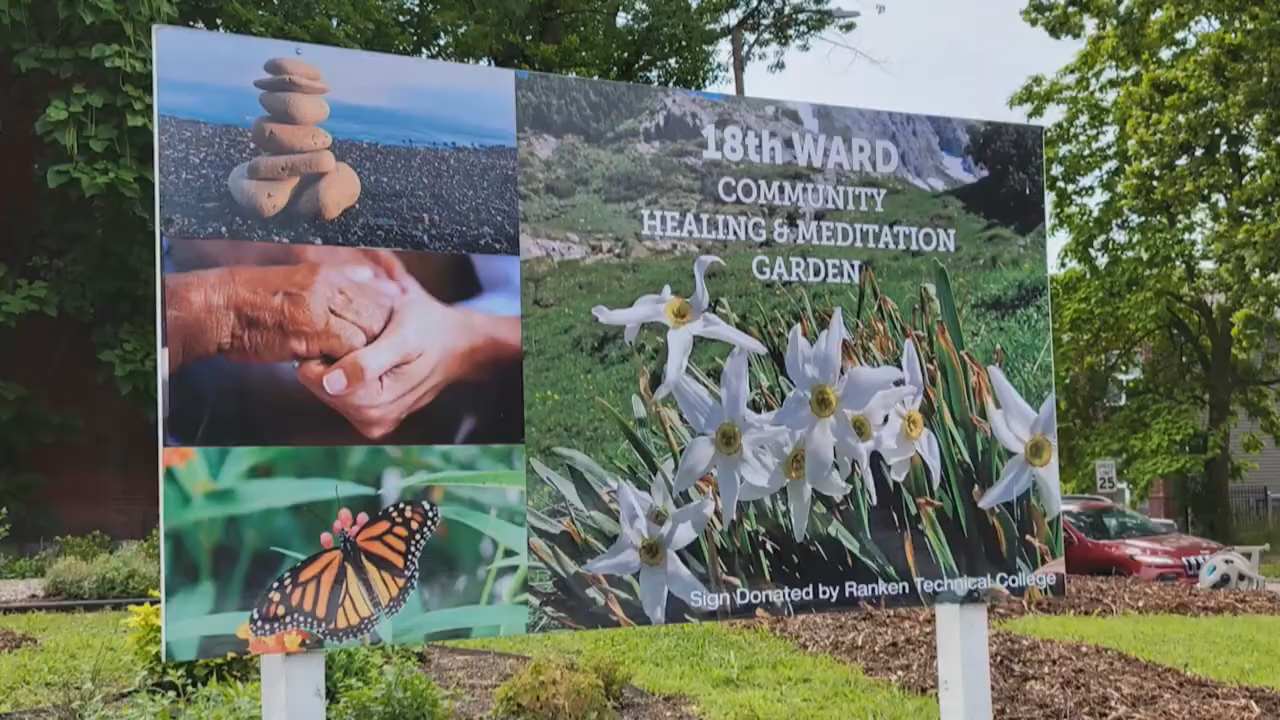 18th WARD
COMMUNITY
HEALING & MEDITATION
GARDEN
Sign Donated by Ranken Technical College
25